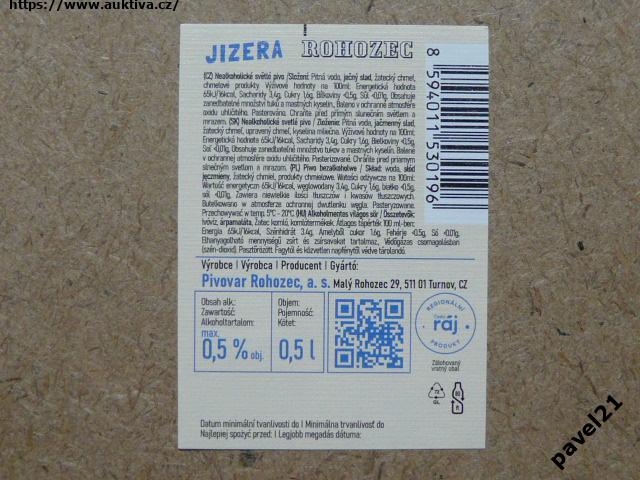 https://www.auktiva.cz/
JIZERA ROHOZEC
(CZ) Nealkoholické světlé pivo /Složení: Pitná voda, ječný slad, žatecký chmel,
chmelové produkty. Výživové hodnoty na 100ml: Energetická hodnota
65kJ/16kcal, Sacharidy 3,4g, Cukry 1,6g, Bílkoviny <0,5g, Sůl <0,01g, Obsahuje
zanedbatelné množství tuků a mastných kyselin. Baleno v ochranné atmosféře
oxidu uhličitého. Pasterováno. Chraňte před přímým slunečním světlem a
mrazem. (SK) Nealkoholické svetlé pivo / Zloženie: Pitná voda, jačmenný slad,
žatecký chmel, upravený chmeľ, kyselina mliečna. Výživové hodnoty na 100ml:
Energetická hodnota 65kJ/16kcal, Sacharidy 3,4g, Cukry 1,6g, Bielkoviny <0,5g,
Soľ <0,01g, Obsahuje zanedbateľné množstvo tukov a mastných kyselín. Balené
v ochrannej atmosfére oxidu uhličitého. Pasterizované. Chráňte pred priamym
slnečným svetlom a mrazom. (PL) Piwo bezalkoholwe / Skład: woda, słód
jęczmienny, żatecký chmiel, produkty chmelowe. Watości odżywcze na 100ml:
Wartość energetyczn 65kJ/16kcal, węglowodany 3,4g, Cukry 1,6g, białko <0,5g,
sól <0,01g, Zawiera niewielkie ilości tłuszczów i kwasów tłuszczowych.
Butelkowano w atmosferze ochronnej dwutlenku węgla. Pasteryzowane.
Przechowywać w temp. 5°C - 20°C (HU) Alkoholmentes világos sör / Összetevők:
ivóvíz, árpamaláta, Žatec komló, komlótermékek. Átlagos tápérték 100 ml-ben:
Energia 65kJ/16kcal, Szénhidrát 3.4g, Amelyből cukor 1.6g, Fehérje <0.5g, Só <0.01g,
Elhanyagolható mennyiségű zsírt és zsírsavakat tartalmaz. Védőgázas csomagolásban
(szén-dioxid). Pasztőrözött. Fagytól és közvetlen napfénytől védve tárolandó.
8 594011 530196
Výrobce | Výrobca | Producent | Gyártó:
Pivovar Rohozec, a. s. Malý Rohozec 29, 511 01 Turnov, CZ
Obsah alk.:
Zawartość:
Alkoholtartalom:
max.
0,5 % obj.
Objem:
Pojemność:
Kötet:
0,5 l
REGIONÁLNÍ
Český
ráj
PRODUKT
Zálohovaný
vratný obal
GL
Datum minimální trvanlivosti do | Minimálna trvanlivosť do
Najlepiej spożyć przed: | Legjobb megadás dátuma:
pavel21